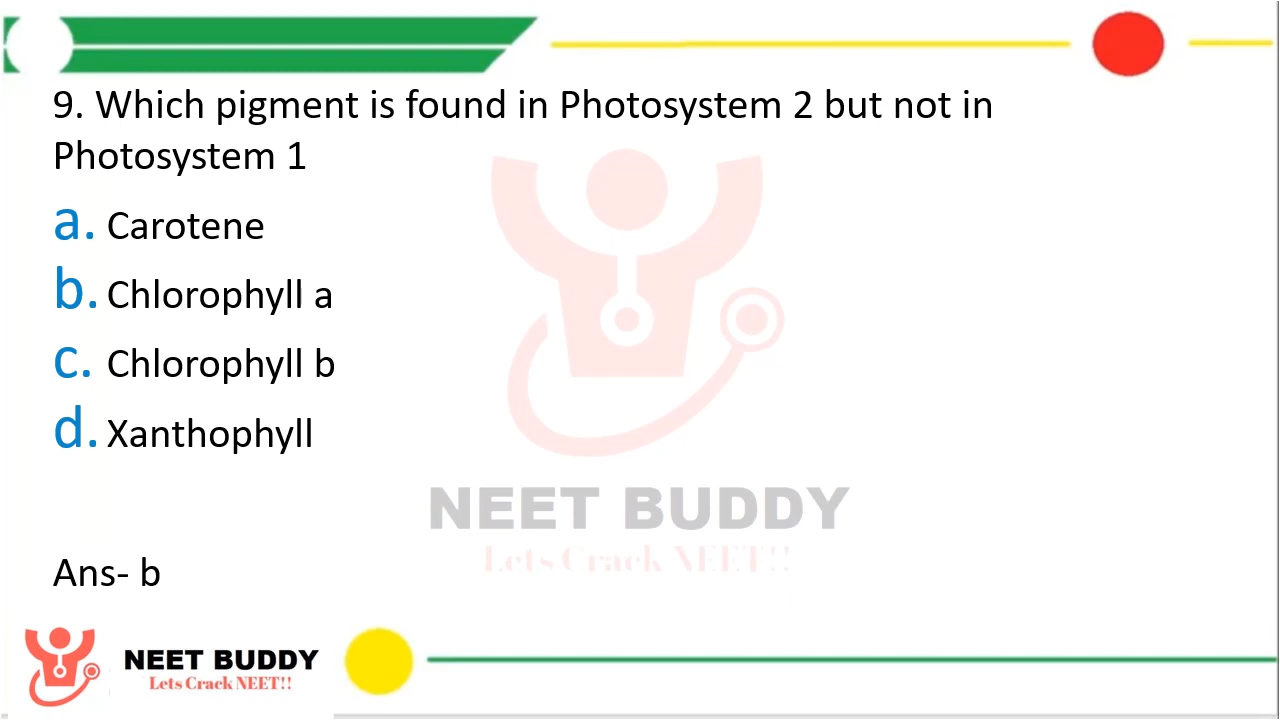 9. Which pigment is found in Photosystem 2 but not in
Photosystem 1
a. Carotene
b. Chlorophyll a
c. Chlorophyll b
d. Xanthophyll
NEET BUDDY
Lets Crack NEET!!
Ans- b
NEET BUDDY
Lets Crack NEET!!